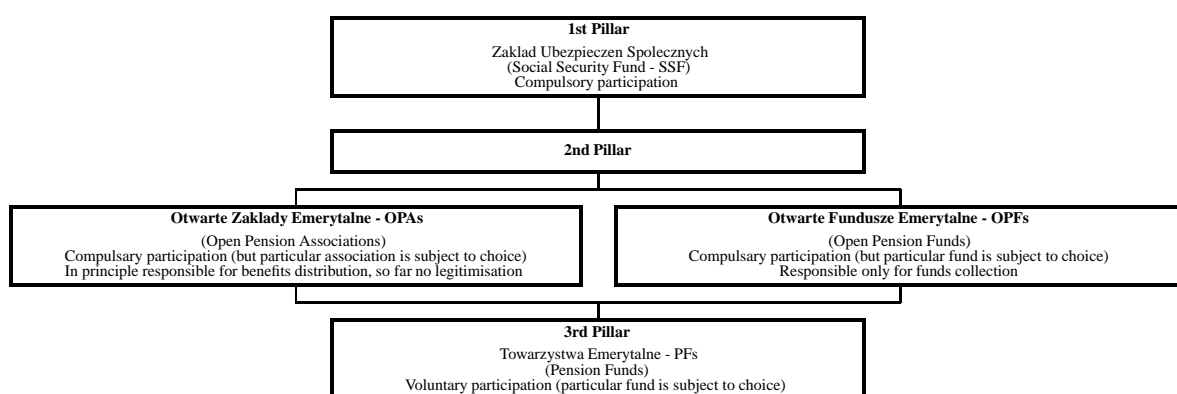 1st Pillar
Zaklad Ubezpieczen Spolecznych
(Social Security Fund - SSF)
Compulsory participation
2nd Pillar
Otwarte Zaklady Emerytalne - OPAs
(Open Pension Associations)
Compulsary participation (but particular association is subject to choice)
In principle responsible for benefits distribution, so far no legitimisation
Otwarte Fundusze Emerytalne - OPFs
(Open Pension Funds)
Compulsary participation (but particular fund is subject to choice)
Responsible only for funds collection
3rd Pillar
Towarzystwa Emerytalne - PFs
(Pension Funds)
Voluntary participation (particular fund is subject to choice)